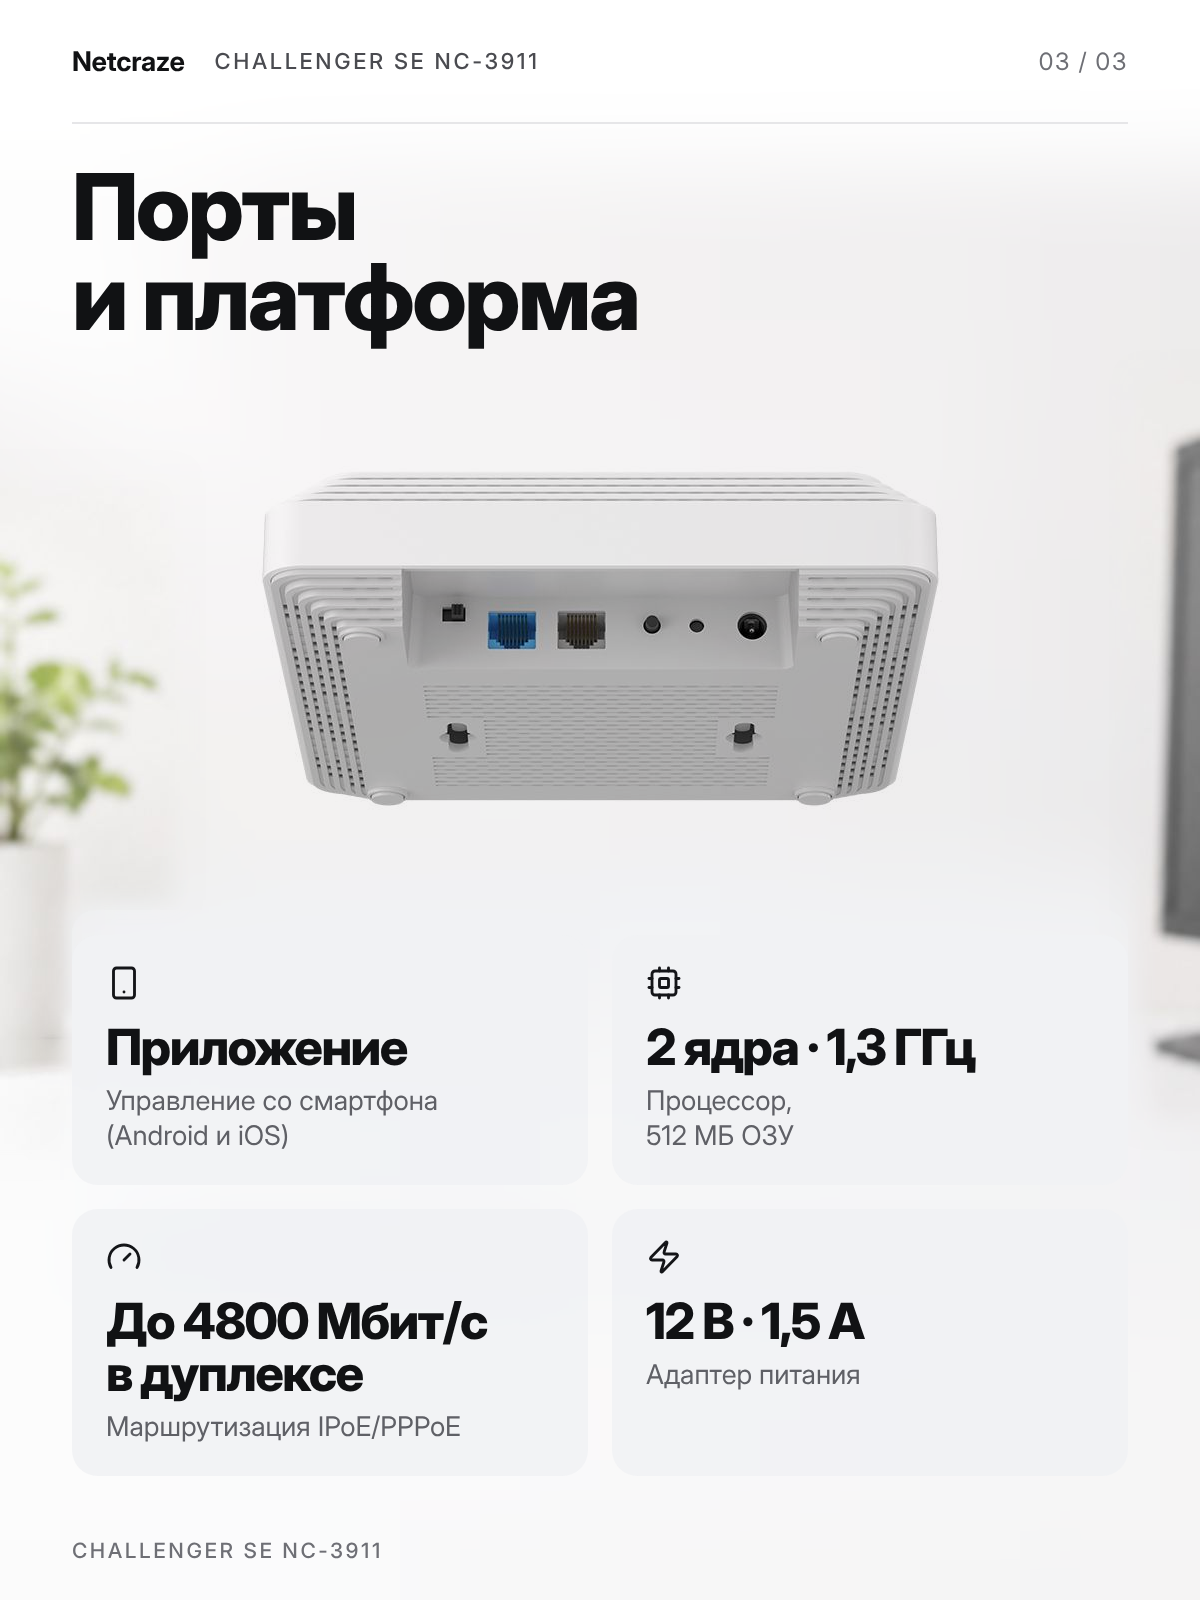 Netcraze CHALLENGER SE NC-3911 03 / 03
Порты
и платформа
Приложение
Управление со смартфона
(Android и iOS)
2 ядра · 1,3 ГГц
Процессор,
512 МБ ОЗУ
До 4800 Мбит/с
в дуплексе
Маршрутизация IPoE/PPPoE
12 В · 1,5 А
Адаптер питания
CHALLENGER SE NC-3911